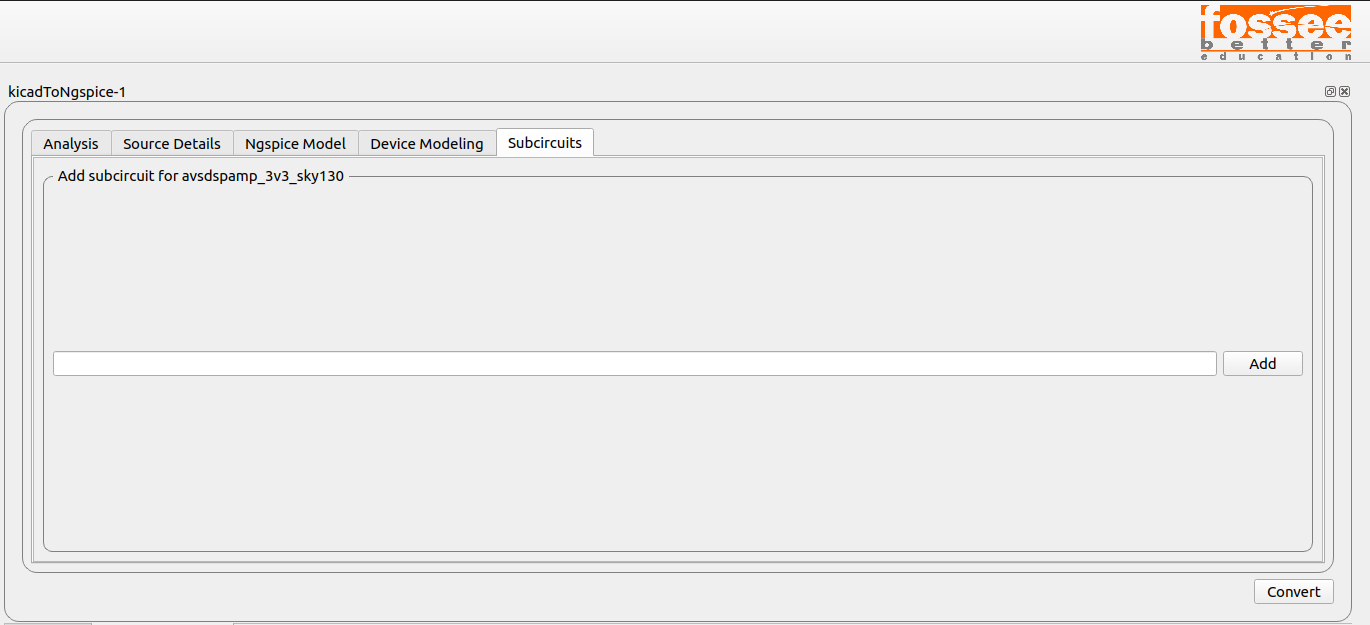 fossee
better
education
kicadToNgspice-1
Analysis Source Details Ngspice Model Device Modeling Subcircuits
Add subcircuit for avsdspamp_3v3_sky130
Add
Convert